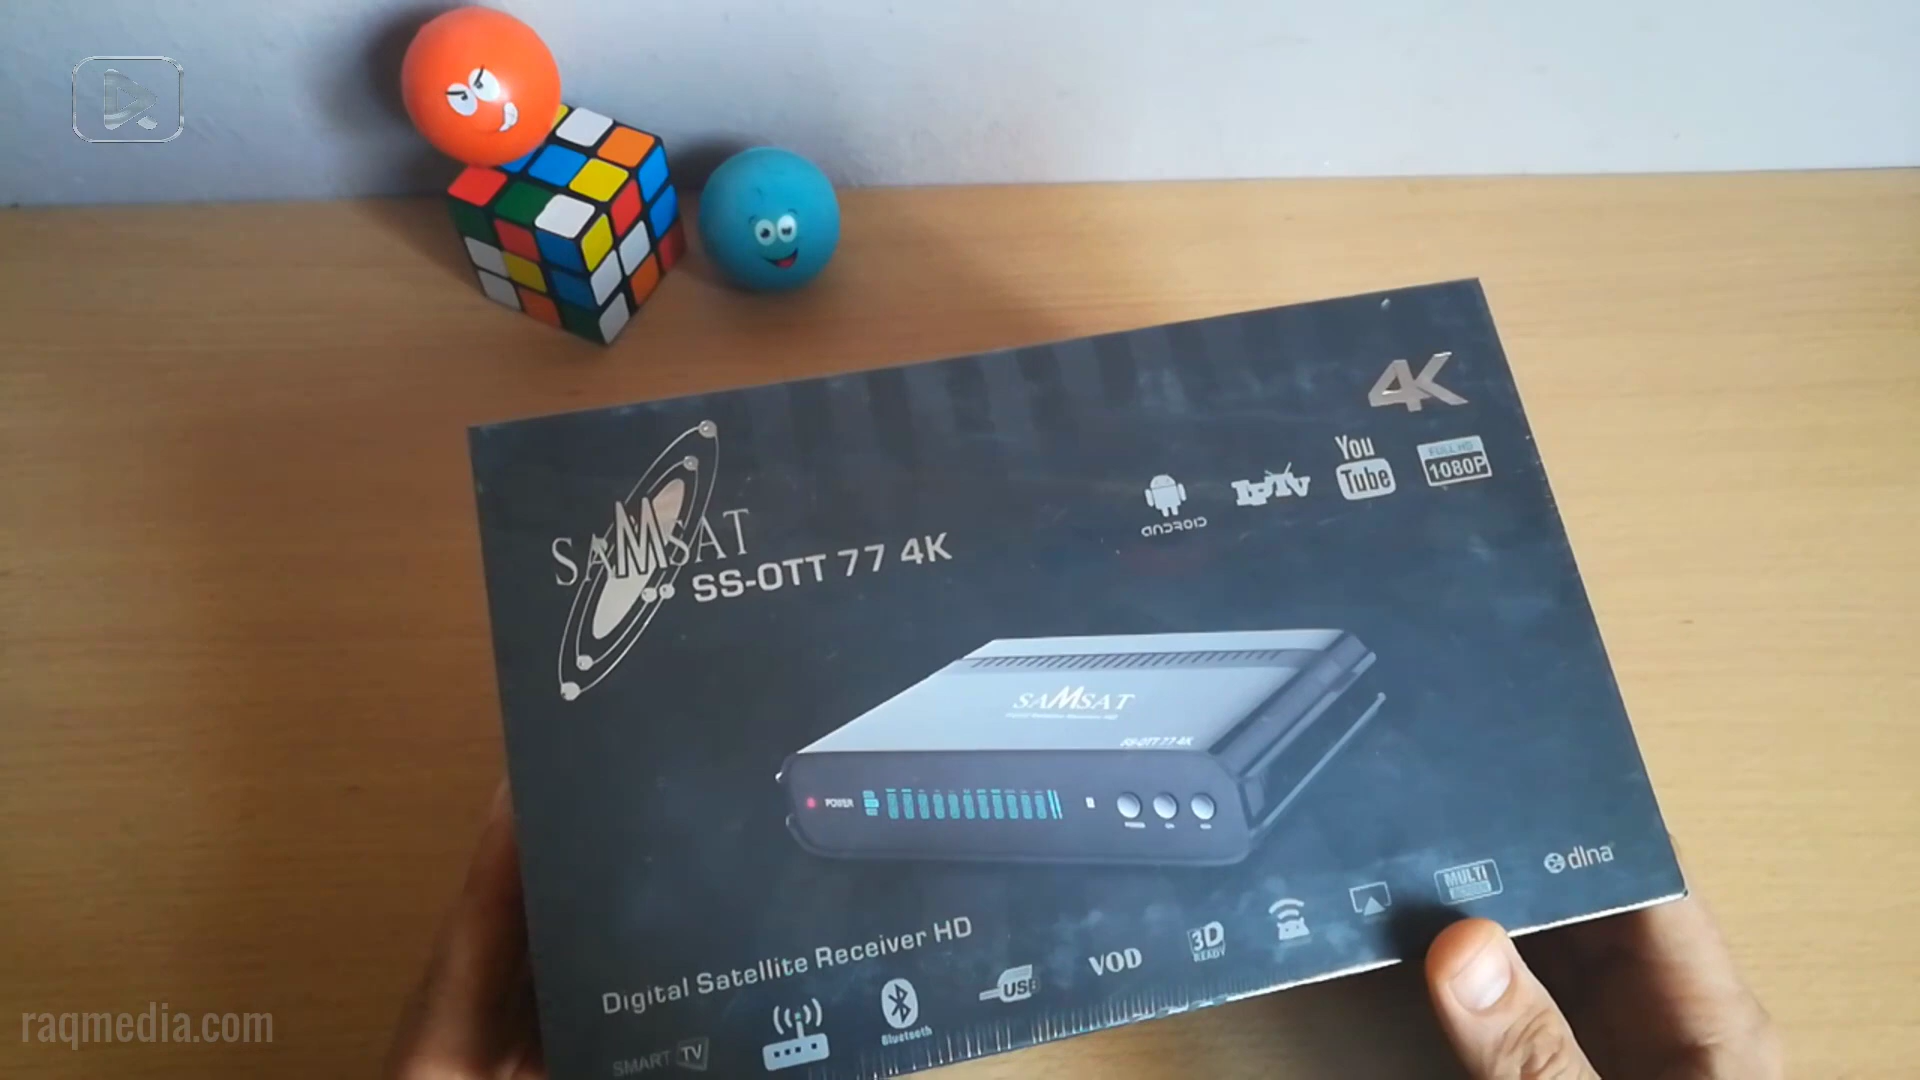 4K
You
Tube
FULL HD
1080P
ANDROID
IPTV
SAMSAT
SS-OTT 77 4K
SAMSAT
SS-OTT 77 4K
POWER
dlna
MULTI
3D
READY
VOD
USB
Bluetooth
Digital Satellite Receiver HD
SMART TV
raqmedia.com